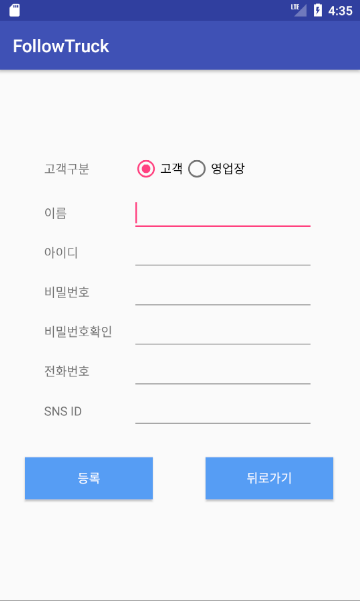 LTE 4:35
FollowTruck
고객구분 고객 영업장
이름
아이디
비밀번호
비밀번호확인
전화번호
SNS ID
등록 뒤로가기